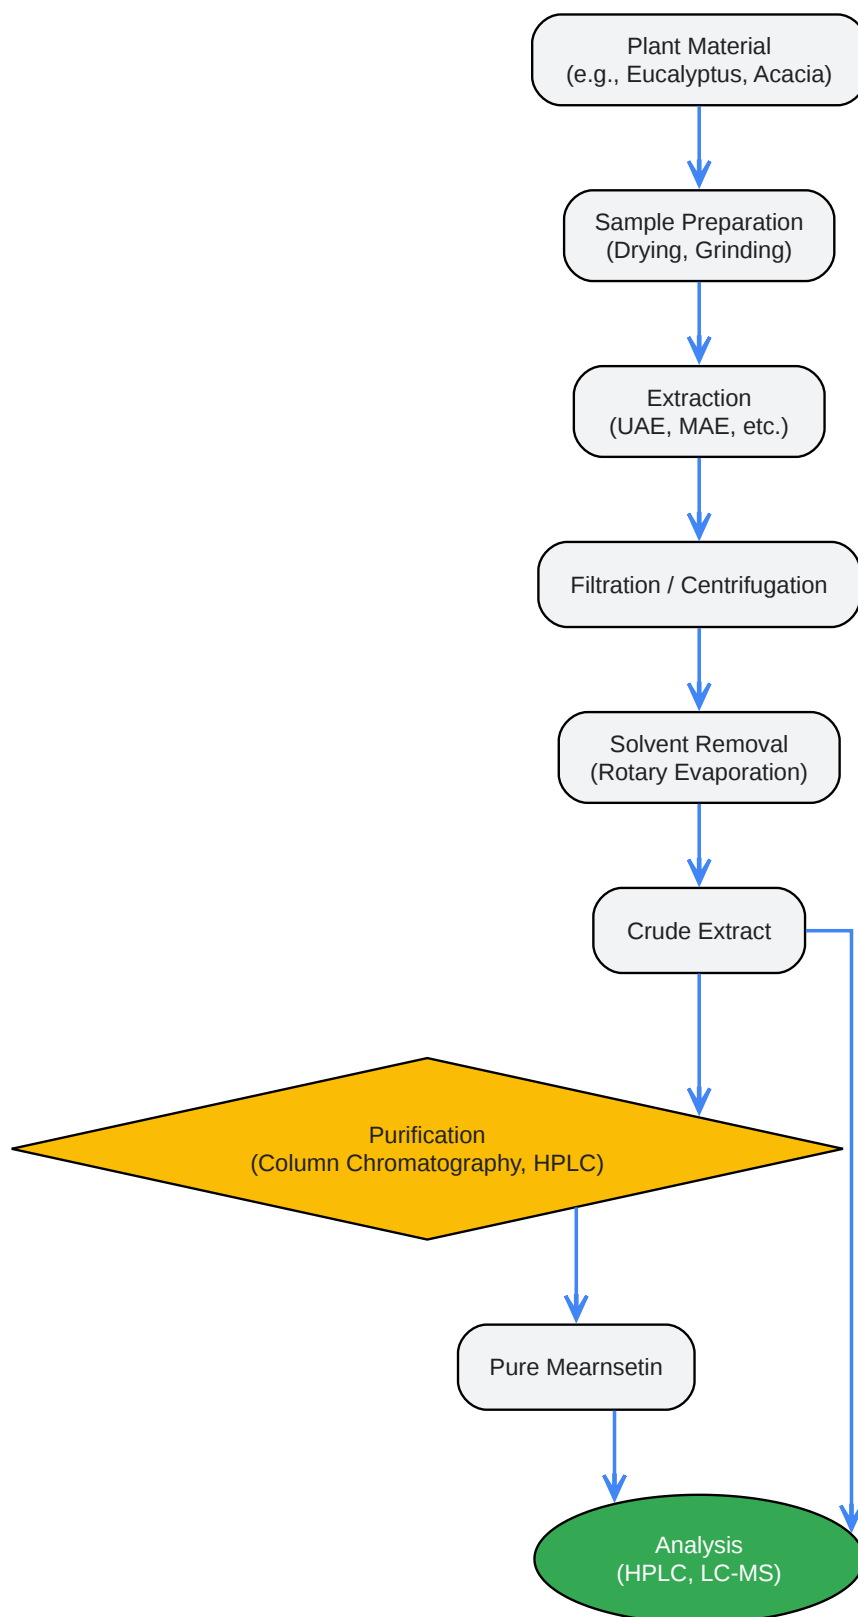 Plant Material
(e.g., Eucalyptus, Acacia)
Sample Preparation
(Drying, Grinding)
Extraction
(UAE, MAE, etc.)
Filtration / Centrifugation
Solvent Removal
(Rotary Evaporation)
Crude Extract
Purification
(Column Chromatography, HPLC)
Pure Mearnsetin
Analysis
(HPLC, LC-MS)